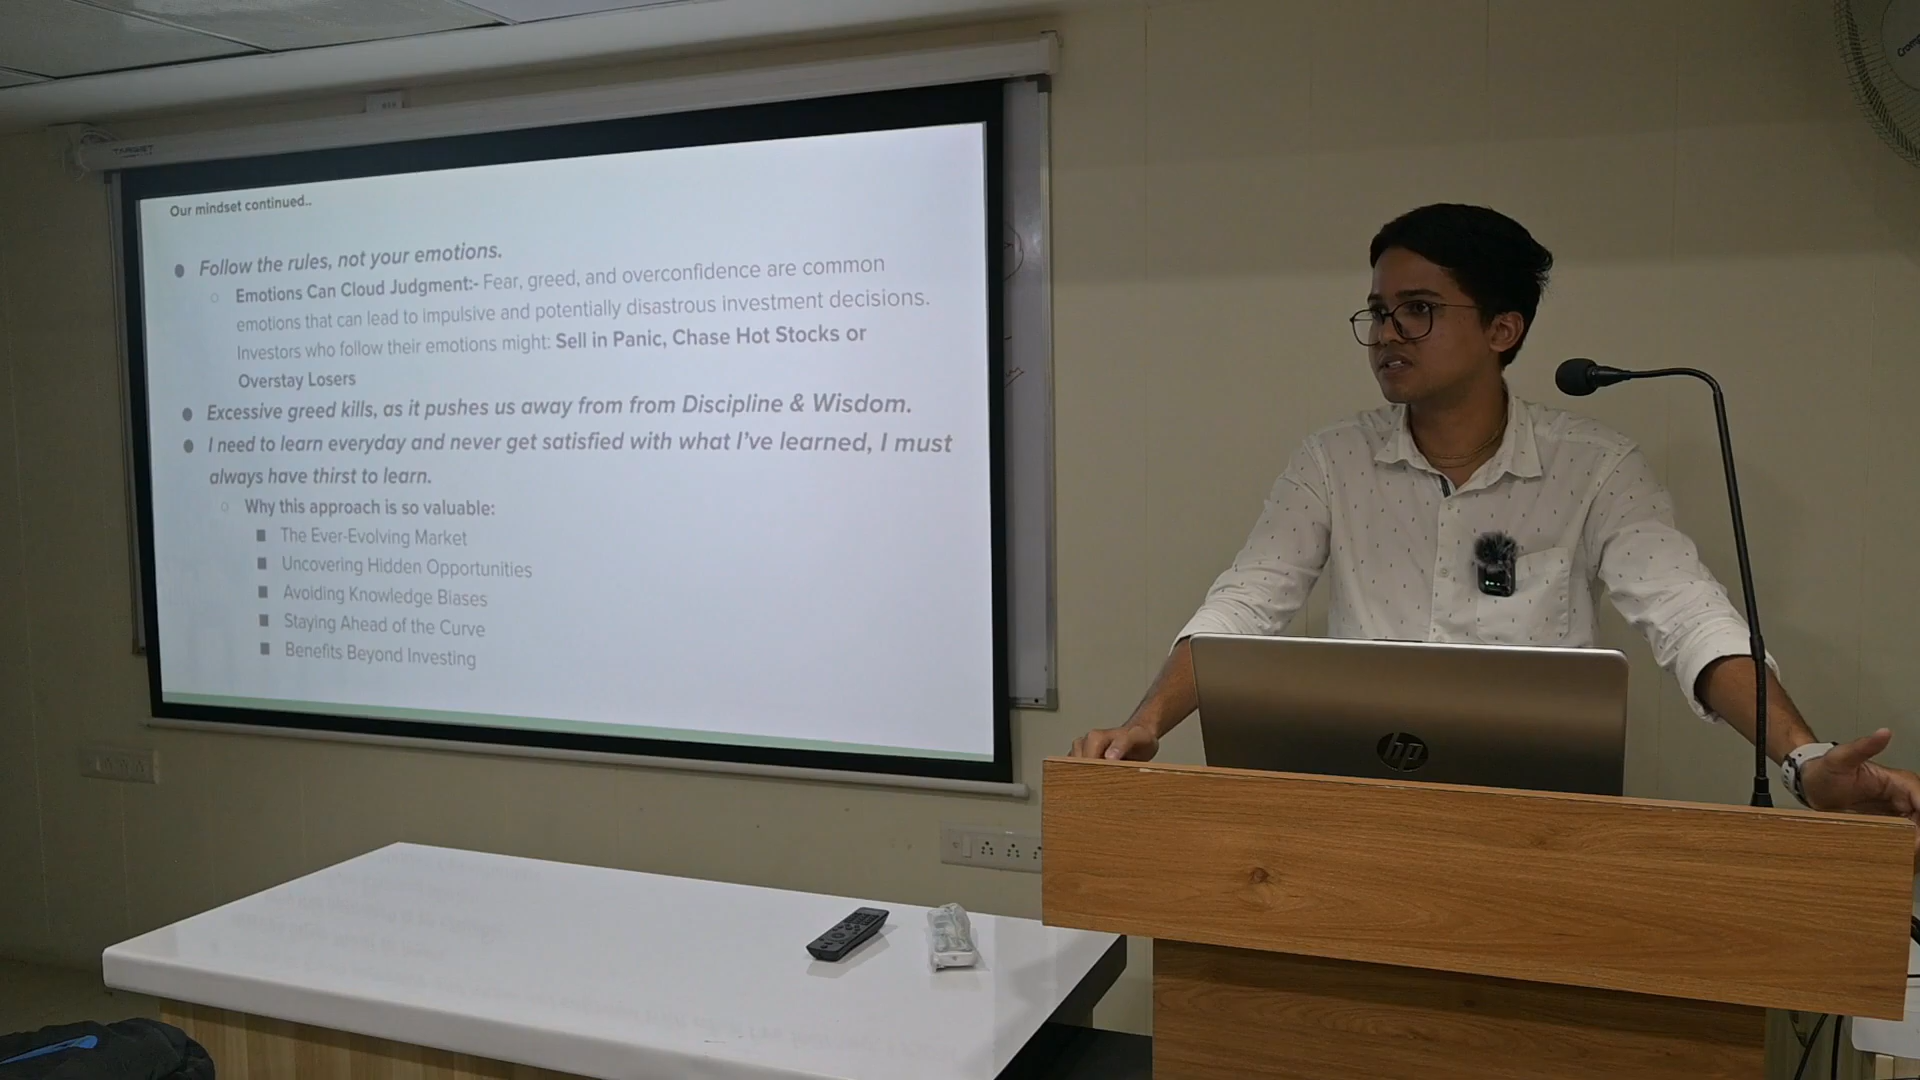 TARGET
Our mindset continued..
● Follow the rules, not your emotions.
○ Emotions Can Cloud Judgment:- Fear, greed, and overconfidence are common
emotions that can lead to impulsive and potentially disastrous investment decisions.
Investors who follow their emotions might: Sell in Panic, Chase Hot Stocks or
Overstay Losers
● Excessive greed kills, as it pushes us away from from Discipline & Wisdom.
● I need to learn everyday and never get satisfied with what I've learned, I must
always have thirst to learn.
○ Why this approach is so valuable:
■ The Ever-Evolving Market
■ Uncovering Hidden Opportunities
■ Avoiding Knowledge Biases
■ Staying Ahead of the Curve
■ Benefits Beyond Investing
hp